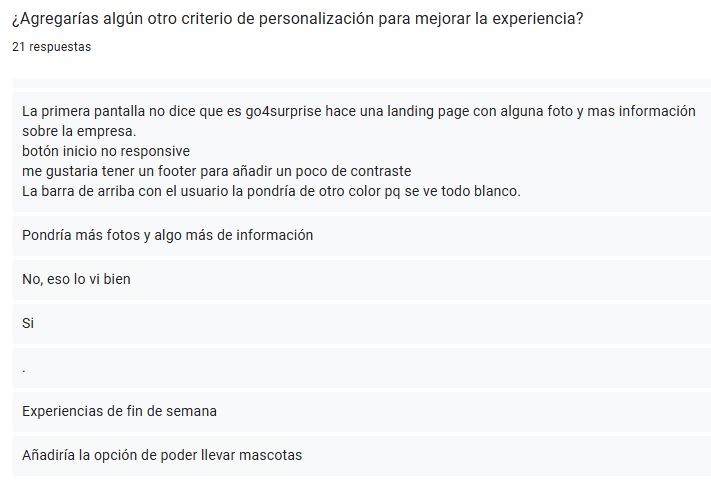 ¿Agregarías algún otro criterio de personalización para mejorar la experiencia?
21 respuestas
La primera pantalla no dice que es go4surprise hace una landing page con alguna foto y mas información
sobre la empresa.
botón inicio no responsive
me gustaria tener un footer para añadir un poco de contraste
La barra de arriba con el usuario la pondría de otro color pq se ve todo blanco.
Pondría más fotos y algo más de información
No, eso lo vi bien
Si
.
Experiencias de fin de semana
Añadiría la opción de poder llevar mascotas